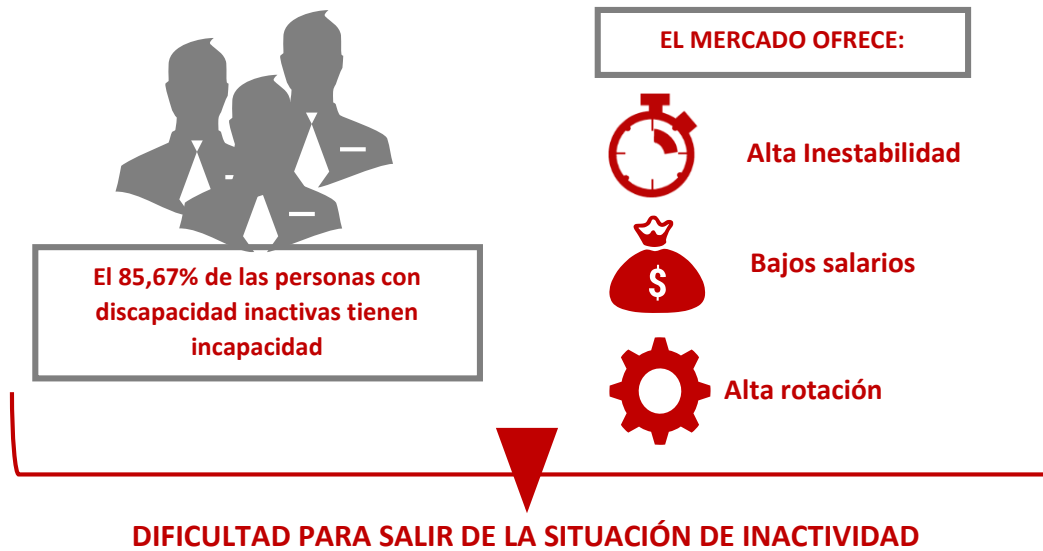 EL MERCADO OFRECE:
Alta Inestabilidad
$
Bajos salarios
Alta rotación
El 85,67% de las personas con
discapacidad inactivas tienen
incapacidad
DIFICULTAD PARA SALIR DE LA SITUACIÓN DE INACTIVIDAD